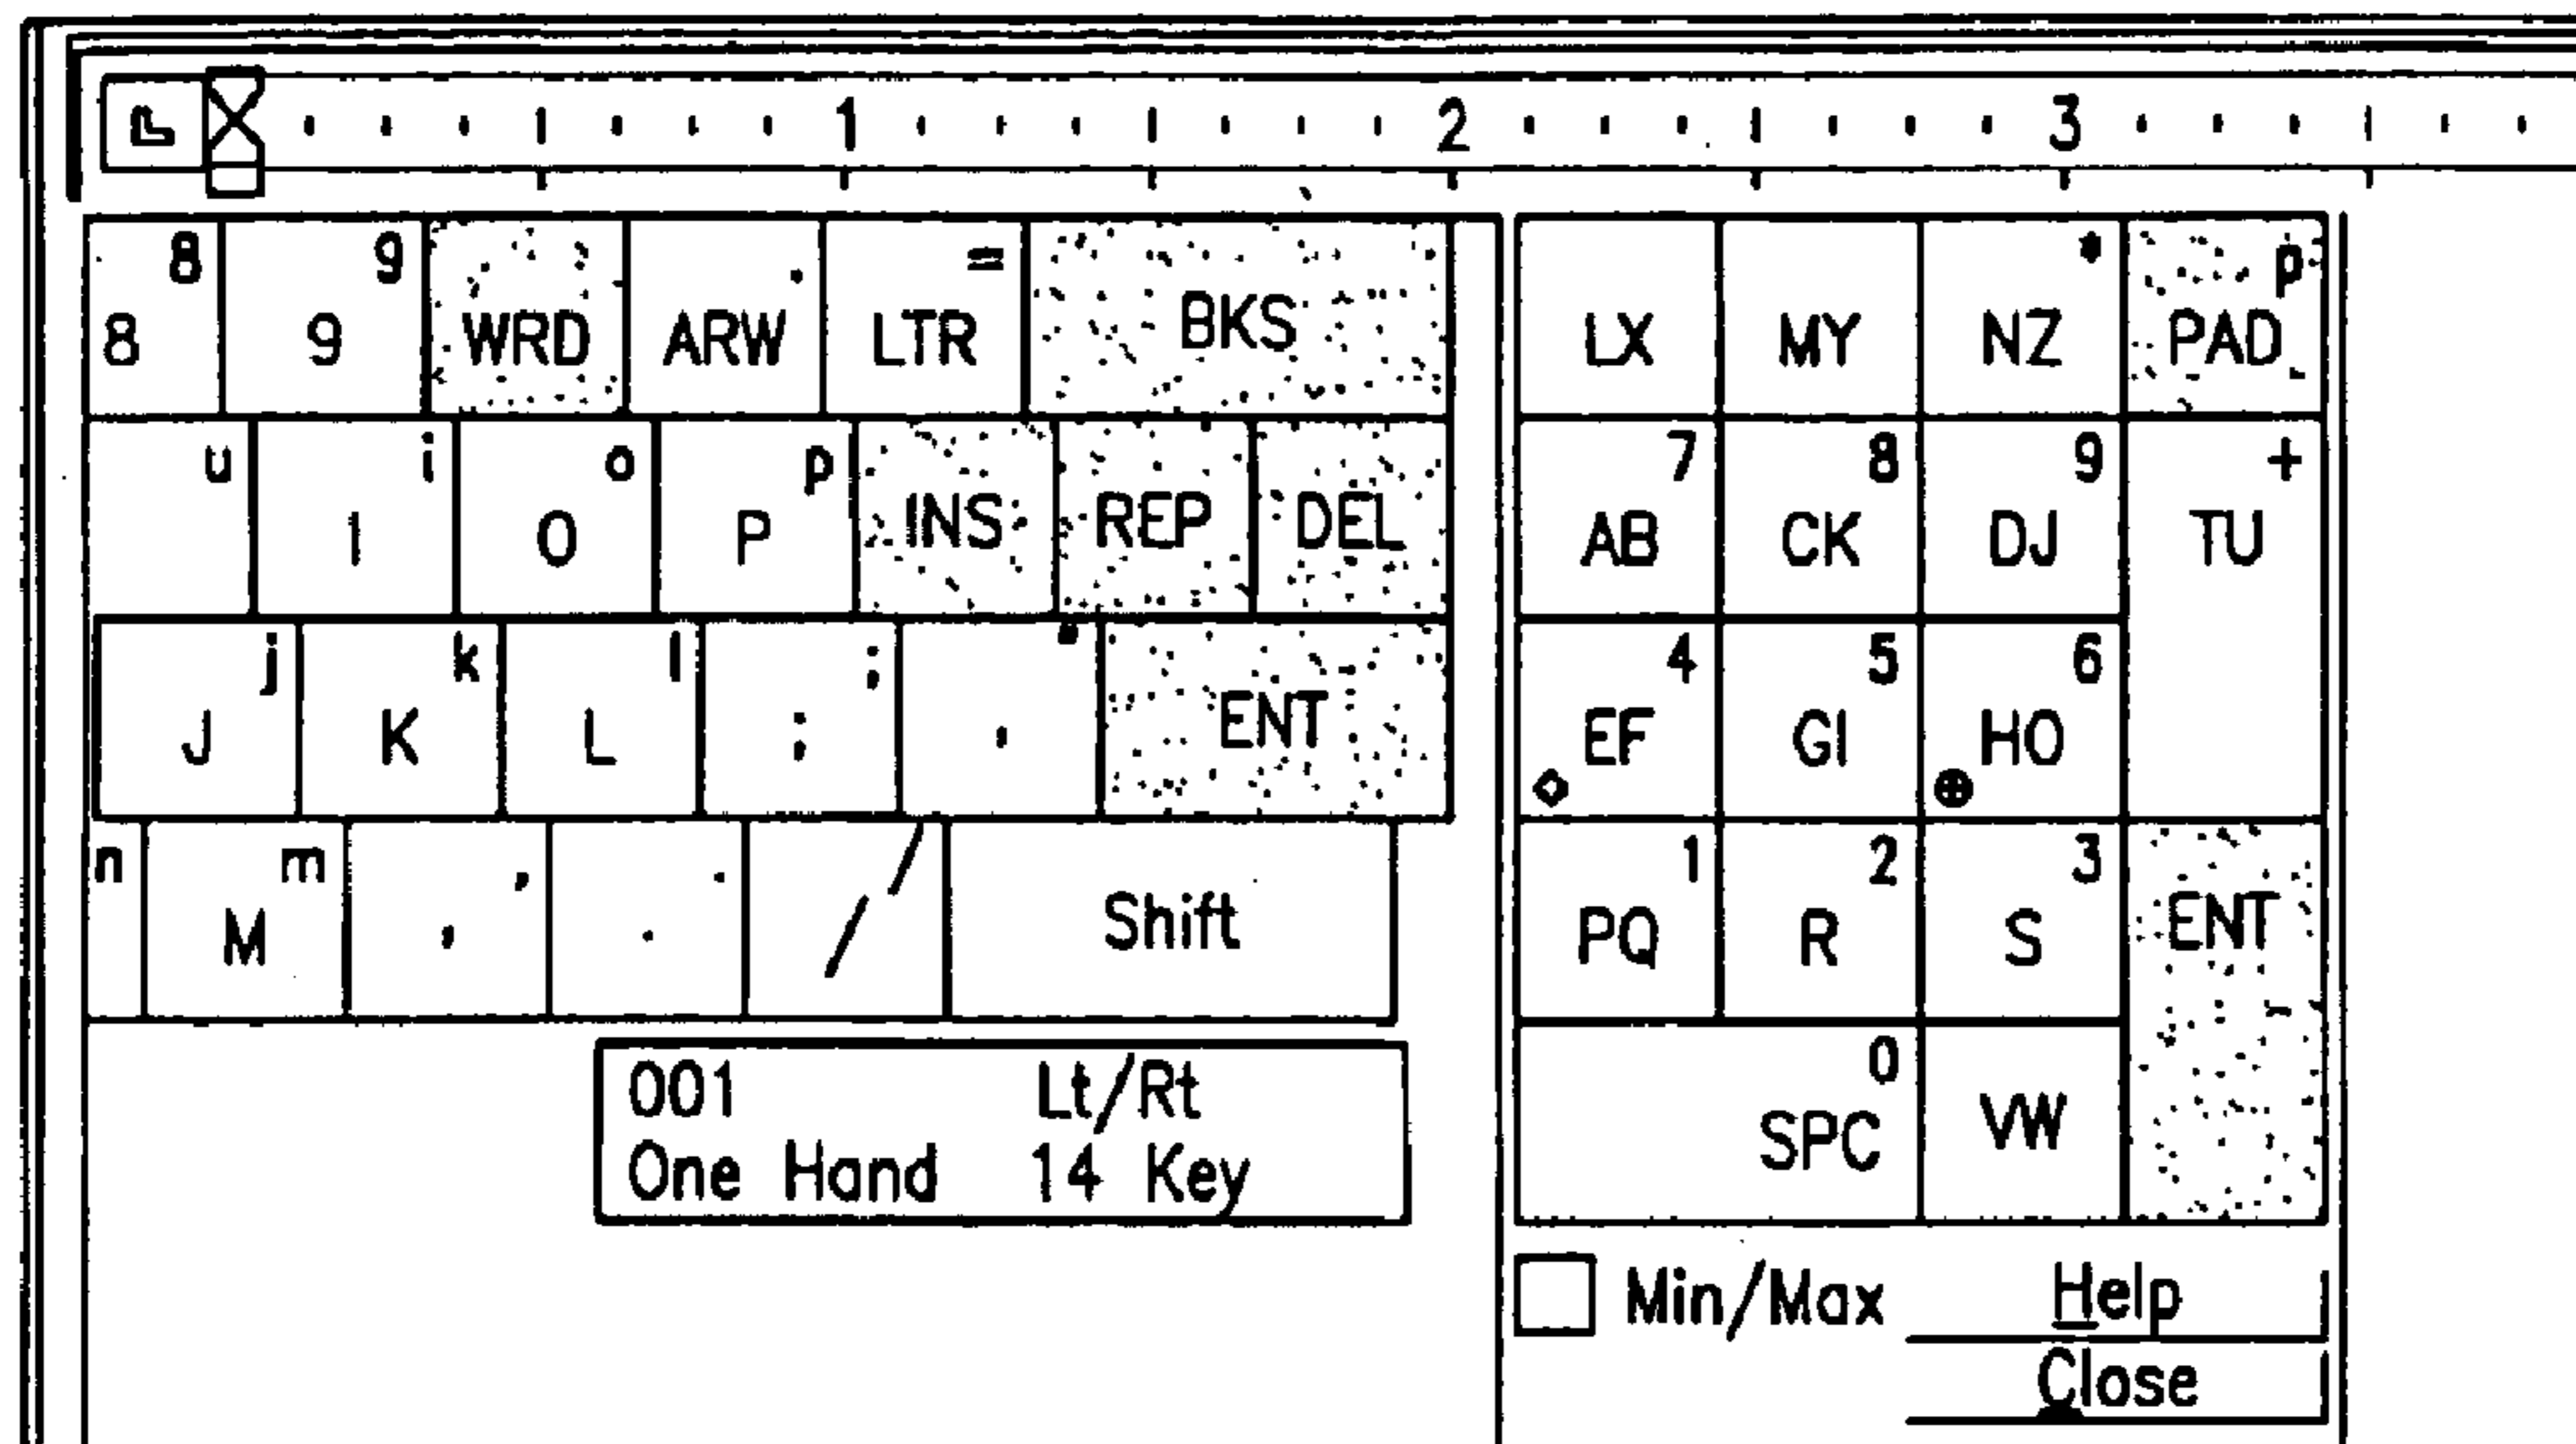 1 2 3
8 9 . =
8 9 WRD ARW LTR BKS
u i o p
I O P INS REP DEL
j k l ; "
J K L ; ' ENT
n m , . /
M , . / Shift
001 Lt/Rt
One Hand 14 Key
* p
LX MY NZ PAD
7 8 9 +
AB CK DJ TU
4 5 6
EF GI HO
1 2 3
PQ R S ENT
0
SPC VW
Min/Max Help
Close